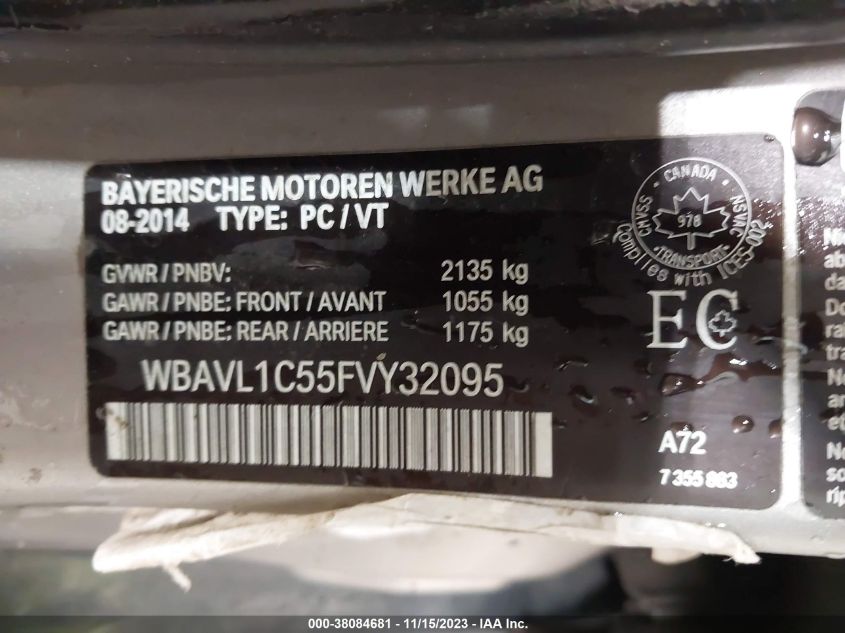 BAYERISCHE MOTOREN WERKE AG
08-2014 TYPE: PC / VT
GVWR / PNBV: 2135 kg
GAWR / PNBE: FRONT / AVANT 1055 kg
GAWR / PNBE: REAR / ARRIERE 1175 kg
WBAVL1C55FVY32095
CANADA
CMVSS NSVAC
978
TRANSPORT
Complies with ICES-002
EC
A72
7 355 883
000-38084681 - 11/15/2023 - IAA Inc.